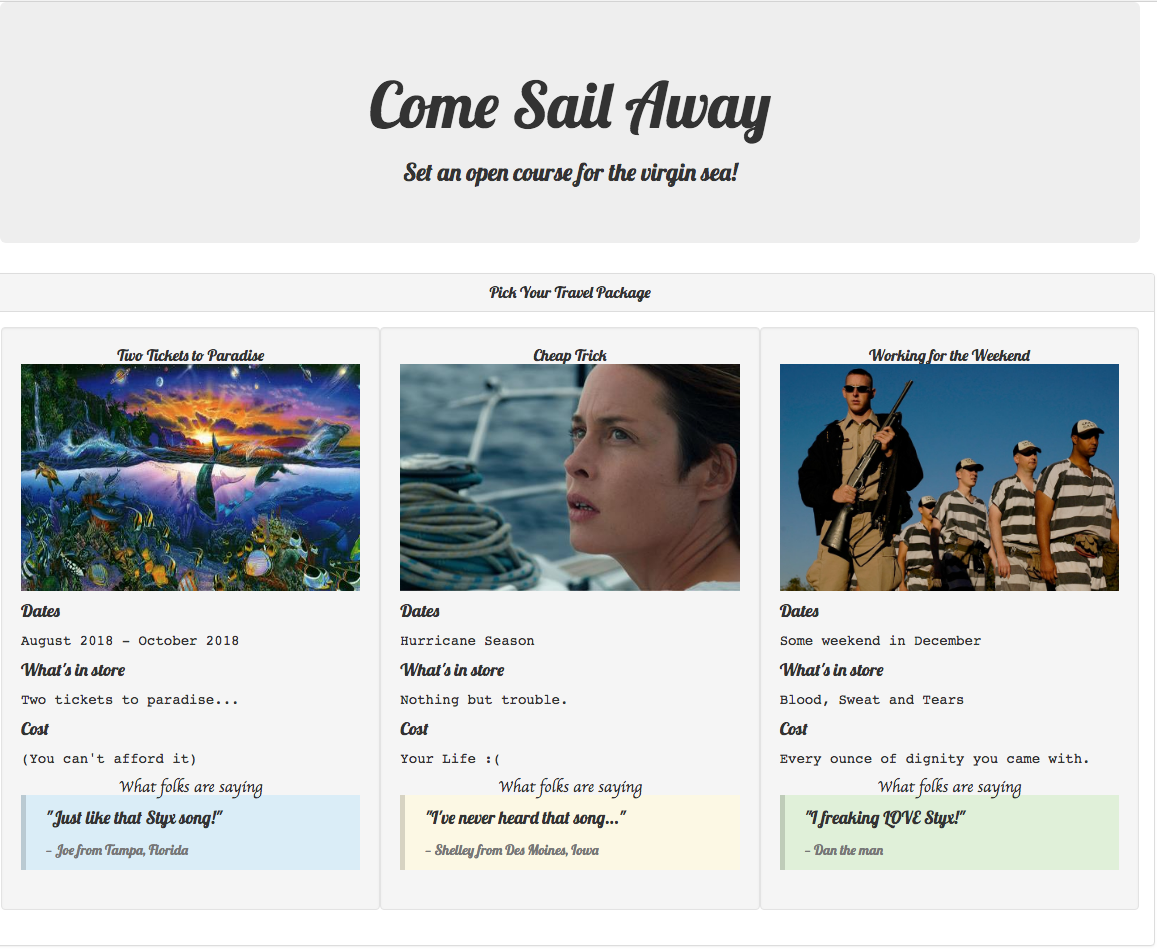 Come Sail Away
Set an open course for the virgin sea!
Pick Your Travel Package
Two Tickets to Paradise
Dates
August 2018 - October 2018
What's in store
Two tickets to paradise...
Cost
(You can't afford it)
What folks are saying
"Just like that Styx song!"
– Joe from Tampa, Florida
Cheap Trick
Dates
Hurricane Season
What's in store
Nothing but trouble.
Cost
Your Life :(
What folks are saying
"I've never heard that song..."
– Shelley from Des Moines, Iowa
Working for the Weekend
Dates
Some weekend in December
What's in store
Blood, Sweat and Tears
Cost
Every ounce of dignity you came with.
What folks are saying
"I freaking LOVE Styx!"
– Dan the man